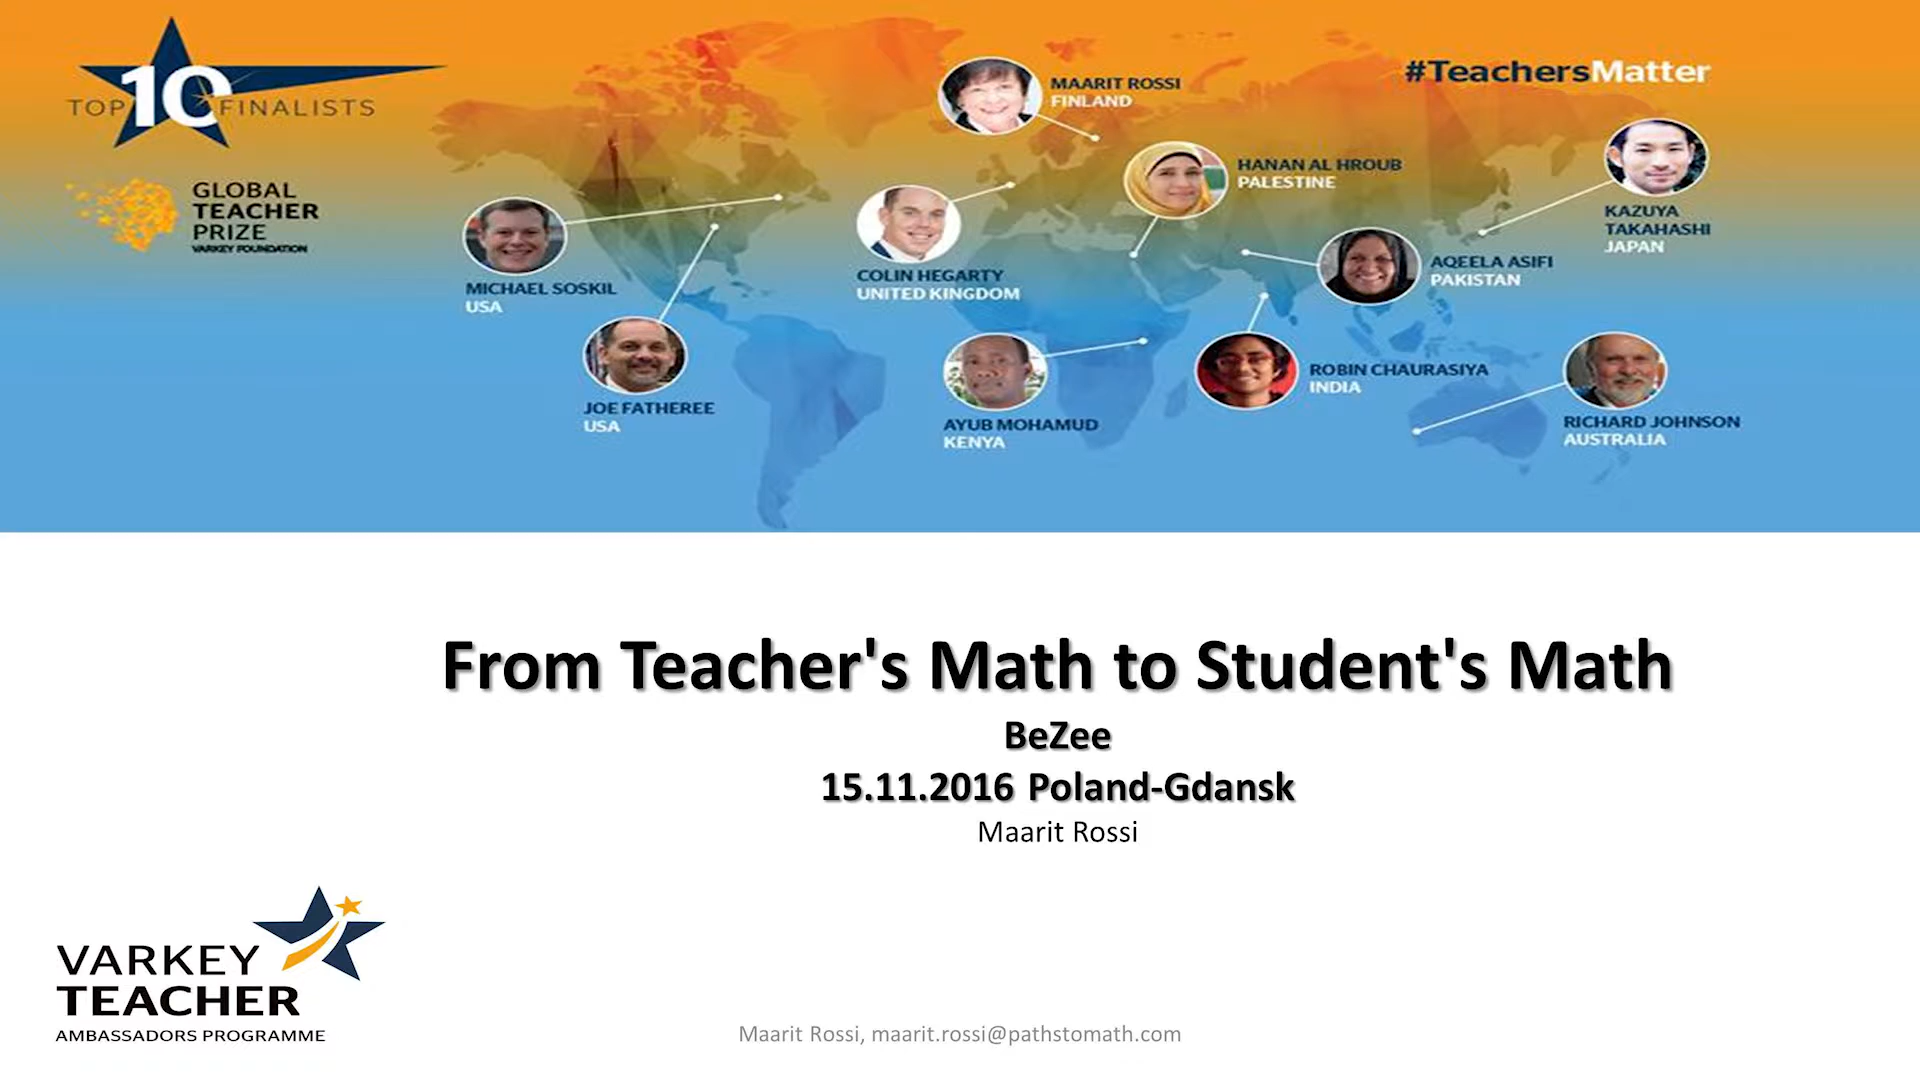 TOP 10 FINALISTS
GLOBAL
TEACHER
PRIZE
VARKEY FOUNDATION
#TeachersMatter
MAARIT ROSSI
FINLAND
HANAN AL HROUB
PALESTINE
KAZUYA
TAKAHASHI
JAPAN
MICHAEL SOSKIL
USA
COLIN HEGARTY
UNITED KINGDOM
AQEELA ASIFI
PAKISTAN
JOE FATHEREE
USA
AYUB MOHAMUD
KENYA
ROBIN CHAURASIYA
INDIA
RICHARD JOHNSON
AUSTRALIA
From Teacher's Math to Student's Math
BeZee
15.11.2016 Poland-Gdansk
Maarit Rossi
VARKEY
TEACHER
AMBASSADORS PROGRAMME
Maarit Rossi, maarit.rossi@pathstomath.com